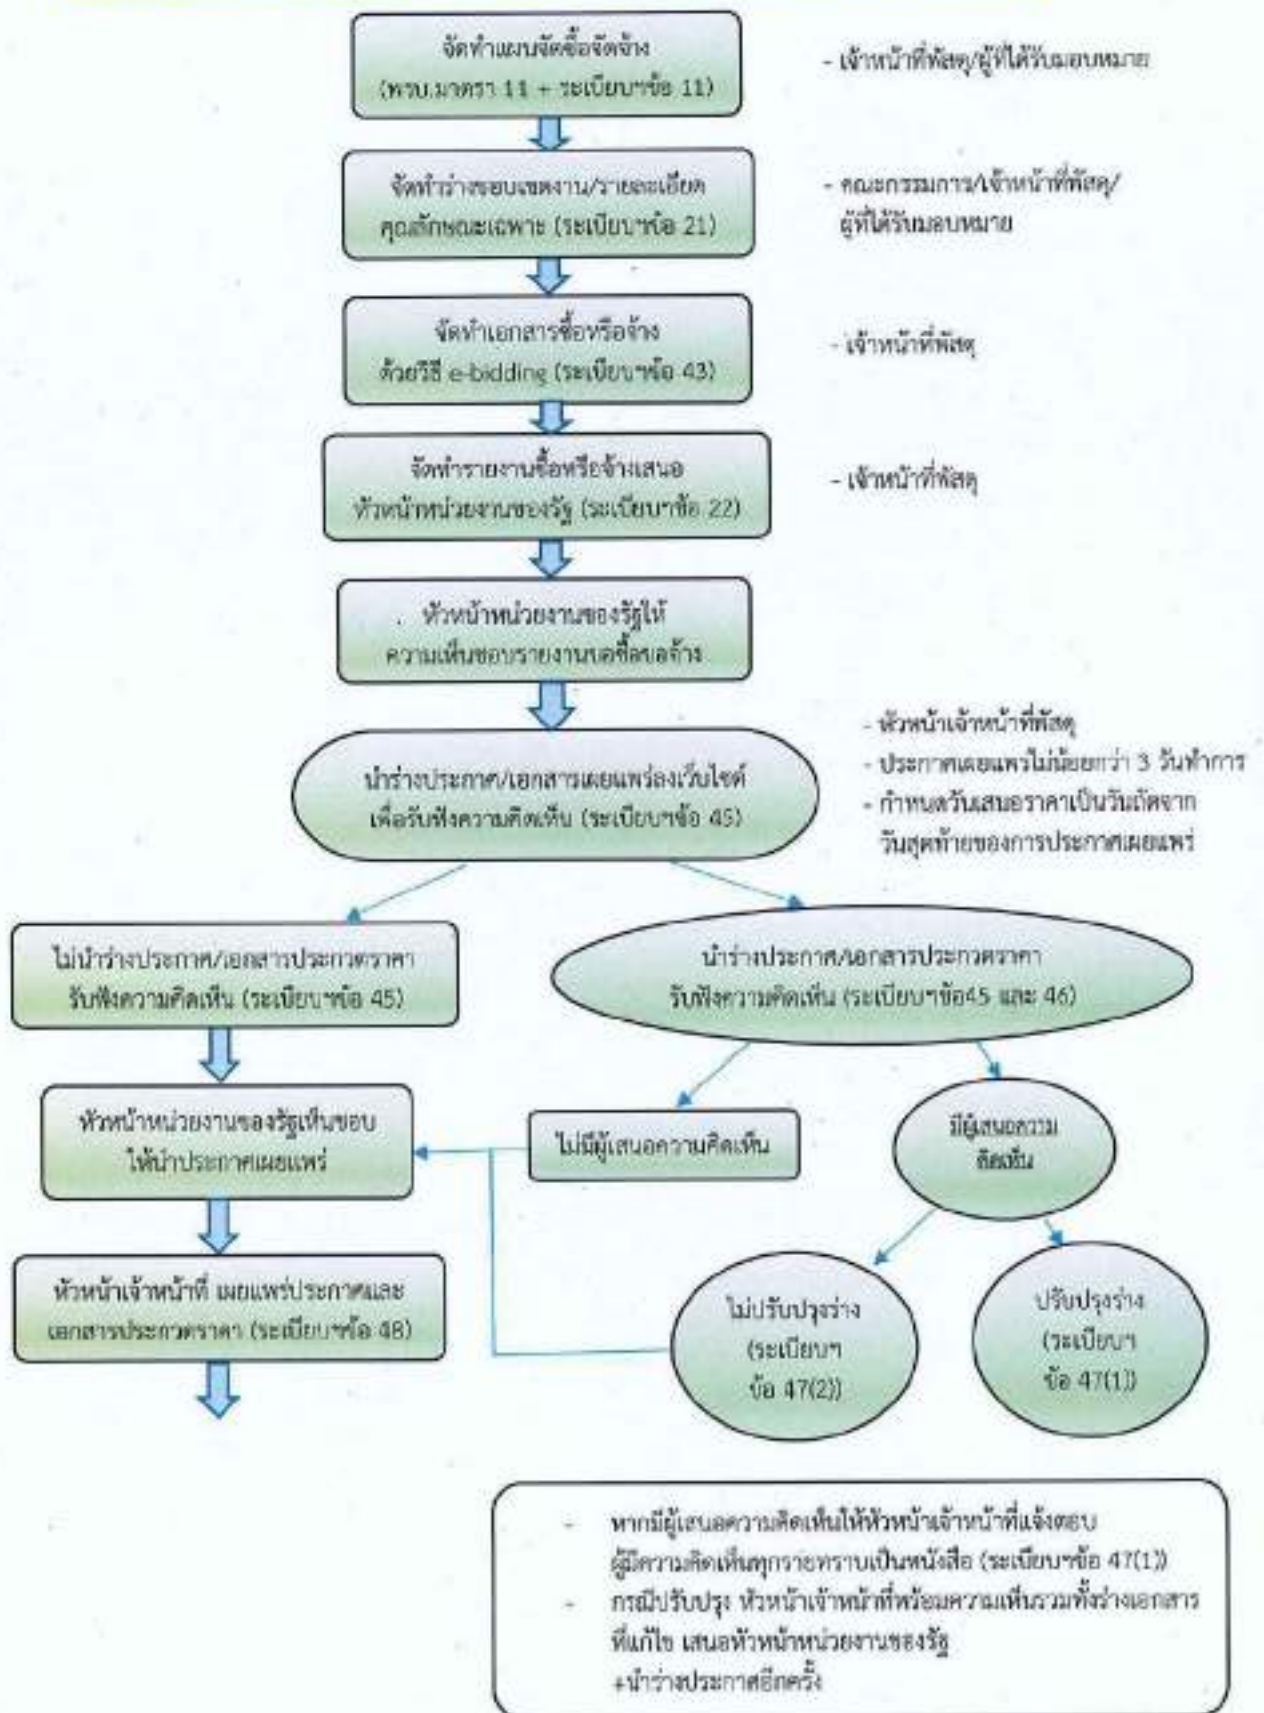 จัดทำแผนจัดซื้อจัดจ้าง
(พรบ.มาตรา 11 + ระเบียบฯข้อ 11)
- เจ้าหน้าที่พัสดุ/ผู้ที่ได้รับมอบหมาย
จัดทำร่างขอบเขตงาน/รายละเอียด
คุณลักษณะเฉพาะ (ระเบียบฯข้อ 21)
- คณะกรรมการ/เจ้าหน้าที่พัสดุ/
ผู้ที่ได้รับมอบหมาย
จัดทำเอกสารซื้อหรือจ้าง
ด้วยวิธี e-bidding (ระเบียบฯข้อ 43)
- เจ้าหน้าที่พัสดุ
จัดทำรายงานซื้อหรือจ้างเสนอ
หัวหน้าหน่วยงานของรัฐ (ระเบียบฯข้อ 22)
- เจ้าหน้าที่พัสดุ
หัวหน้าหน่วยงานของรัฐให้
ความเห็นชอบรายงานขอซื้อขอจ้าง
นำร่างประกาศ/เอกสารเผยแพร่ลงเว็บไซต์
เพื่อรับฟังความคิดเห็น (ระเบียบฯข้อ 45)
- หัวหน้าเจ้าหน้าที่พัสดุ
- ประกาศเผยแพร่ไม่น้อยกว่า 3 วันทำการ
- กำหนดวันเสนอราคาเป็นวันถัดจาก
วันสุดท้ายของการประกาศเผยแพร่
ไม่นำร่างประกาศ/เอกสารประกวดราคา
รับฟังความคิดเห็น (ระเบียบฯข้อ 45)
นำร่างประกาศ/เอกสารประกวดราคา
รับฟังความคิดเห็น (ระเบียบฯข้อ45 และ 46)
หัวหน้าหน่วยงานของรัฐเห็นชอบ
ให้นำประกาศเผยแพร่
ไม่มีผู้เสนอความคิดเห็น
มีผู้เสนอความ
คิดเห็น
หัวหน้าเจ้าหน้าที่ เผยแพร่ประกาศและ
เอกสารประกวดราคา (ระเบียบฯข้อ 48)
ไม่ปรับปรุงร่าง
(ระเบียบฯ
ข้อ 47(2))
ปรับปรุงร่าง
(ระเบียบฯ
ข้อ 47(1))
- หากมีผู้เสนอความคิดเห็นให้หัวหน้าเจ้าหน้าที่แจ้งตอบ
ผู้มีความคิดเห็นทุกรายทราบเป็นหนังสือ (ระเบียบฯข้อ 47(1))
- กรณีปรับปรุง หัวหน้าเจ้าหน้าที่พร้อมความเห็นรวมทั้งร่างเอกสาร
ที่แก้ไข เสนอหัวหน้าหน่วยงานของรัฐ
+นำร่างประกาศอีกครั้ง